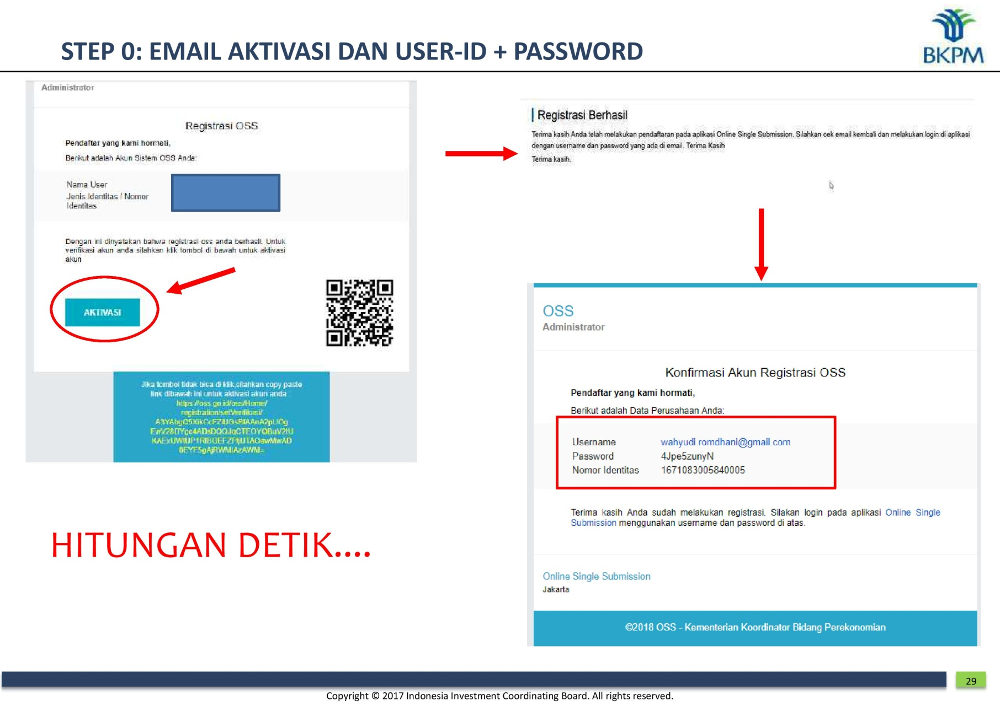 STEP 0: EMAIL AKTIVASI DAN USER-ID + PASSWORD
BKPM
Administrator
Registrasi OSS
Pendaftar yang kami hormati,
Berikut adalah Akun Sistem OSS Anda:
Nama User
Jenis Identitas / Nomor
Identitas
Dengan ini dinyatakan bahwa registrasi oss anda berhasil. Untuk
verifikasi akun anda silahkan klik tombol di bawah untuk aktivasi
akun
AKTIVASI
Jika tombol tidak bisa di klik silahkan copy paste
link dibawah ini untuk aktivasi akun anda
https://oss.go.id/oss/Home/
registration/setVerifikasi/
Registrasi Berhasil
Terima kasih Anda telah melakukan pendaftaran pada aplikasi Online Single Submission. Silahkan cek email kembali dan melakukan login di aplikasi
dengan username dan password yang ada di email. Terima Kasih
Terima kasih.
OSS
Administrator
Konfirmasi Akun Registrasi OSS
Pendaftar yang kami hormati,
Berikut adalah Data Perusahaan Anda:
Username wahyudi.romdhani@gmail.com
Password 4Jpe5zunyN
Nomor Identitas 1671083005840005
Terima kasih Anda sudah melakukan registrasi. Silakan login pada aplikasi Online Single
Submission menggunakan username dan password di atas.
Online Single Submission
Jakarta
©2018 OSS - Kementerian Koordinator Bidang Perekonomian
HITUNGAN DETIK....
29
Copyright © 2017 Indonesia Investment Coordinating Board. All rights reserved.